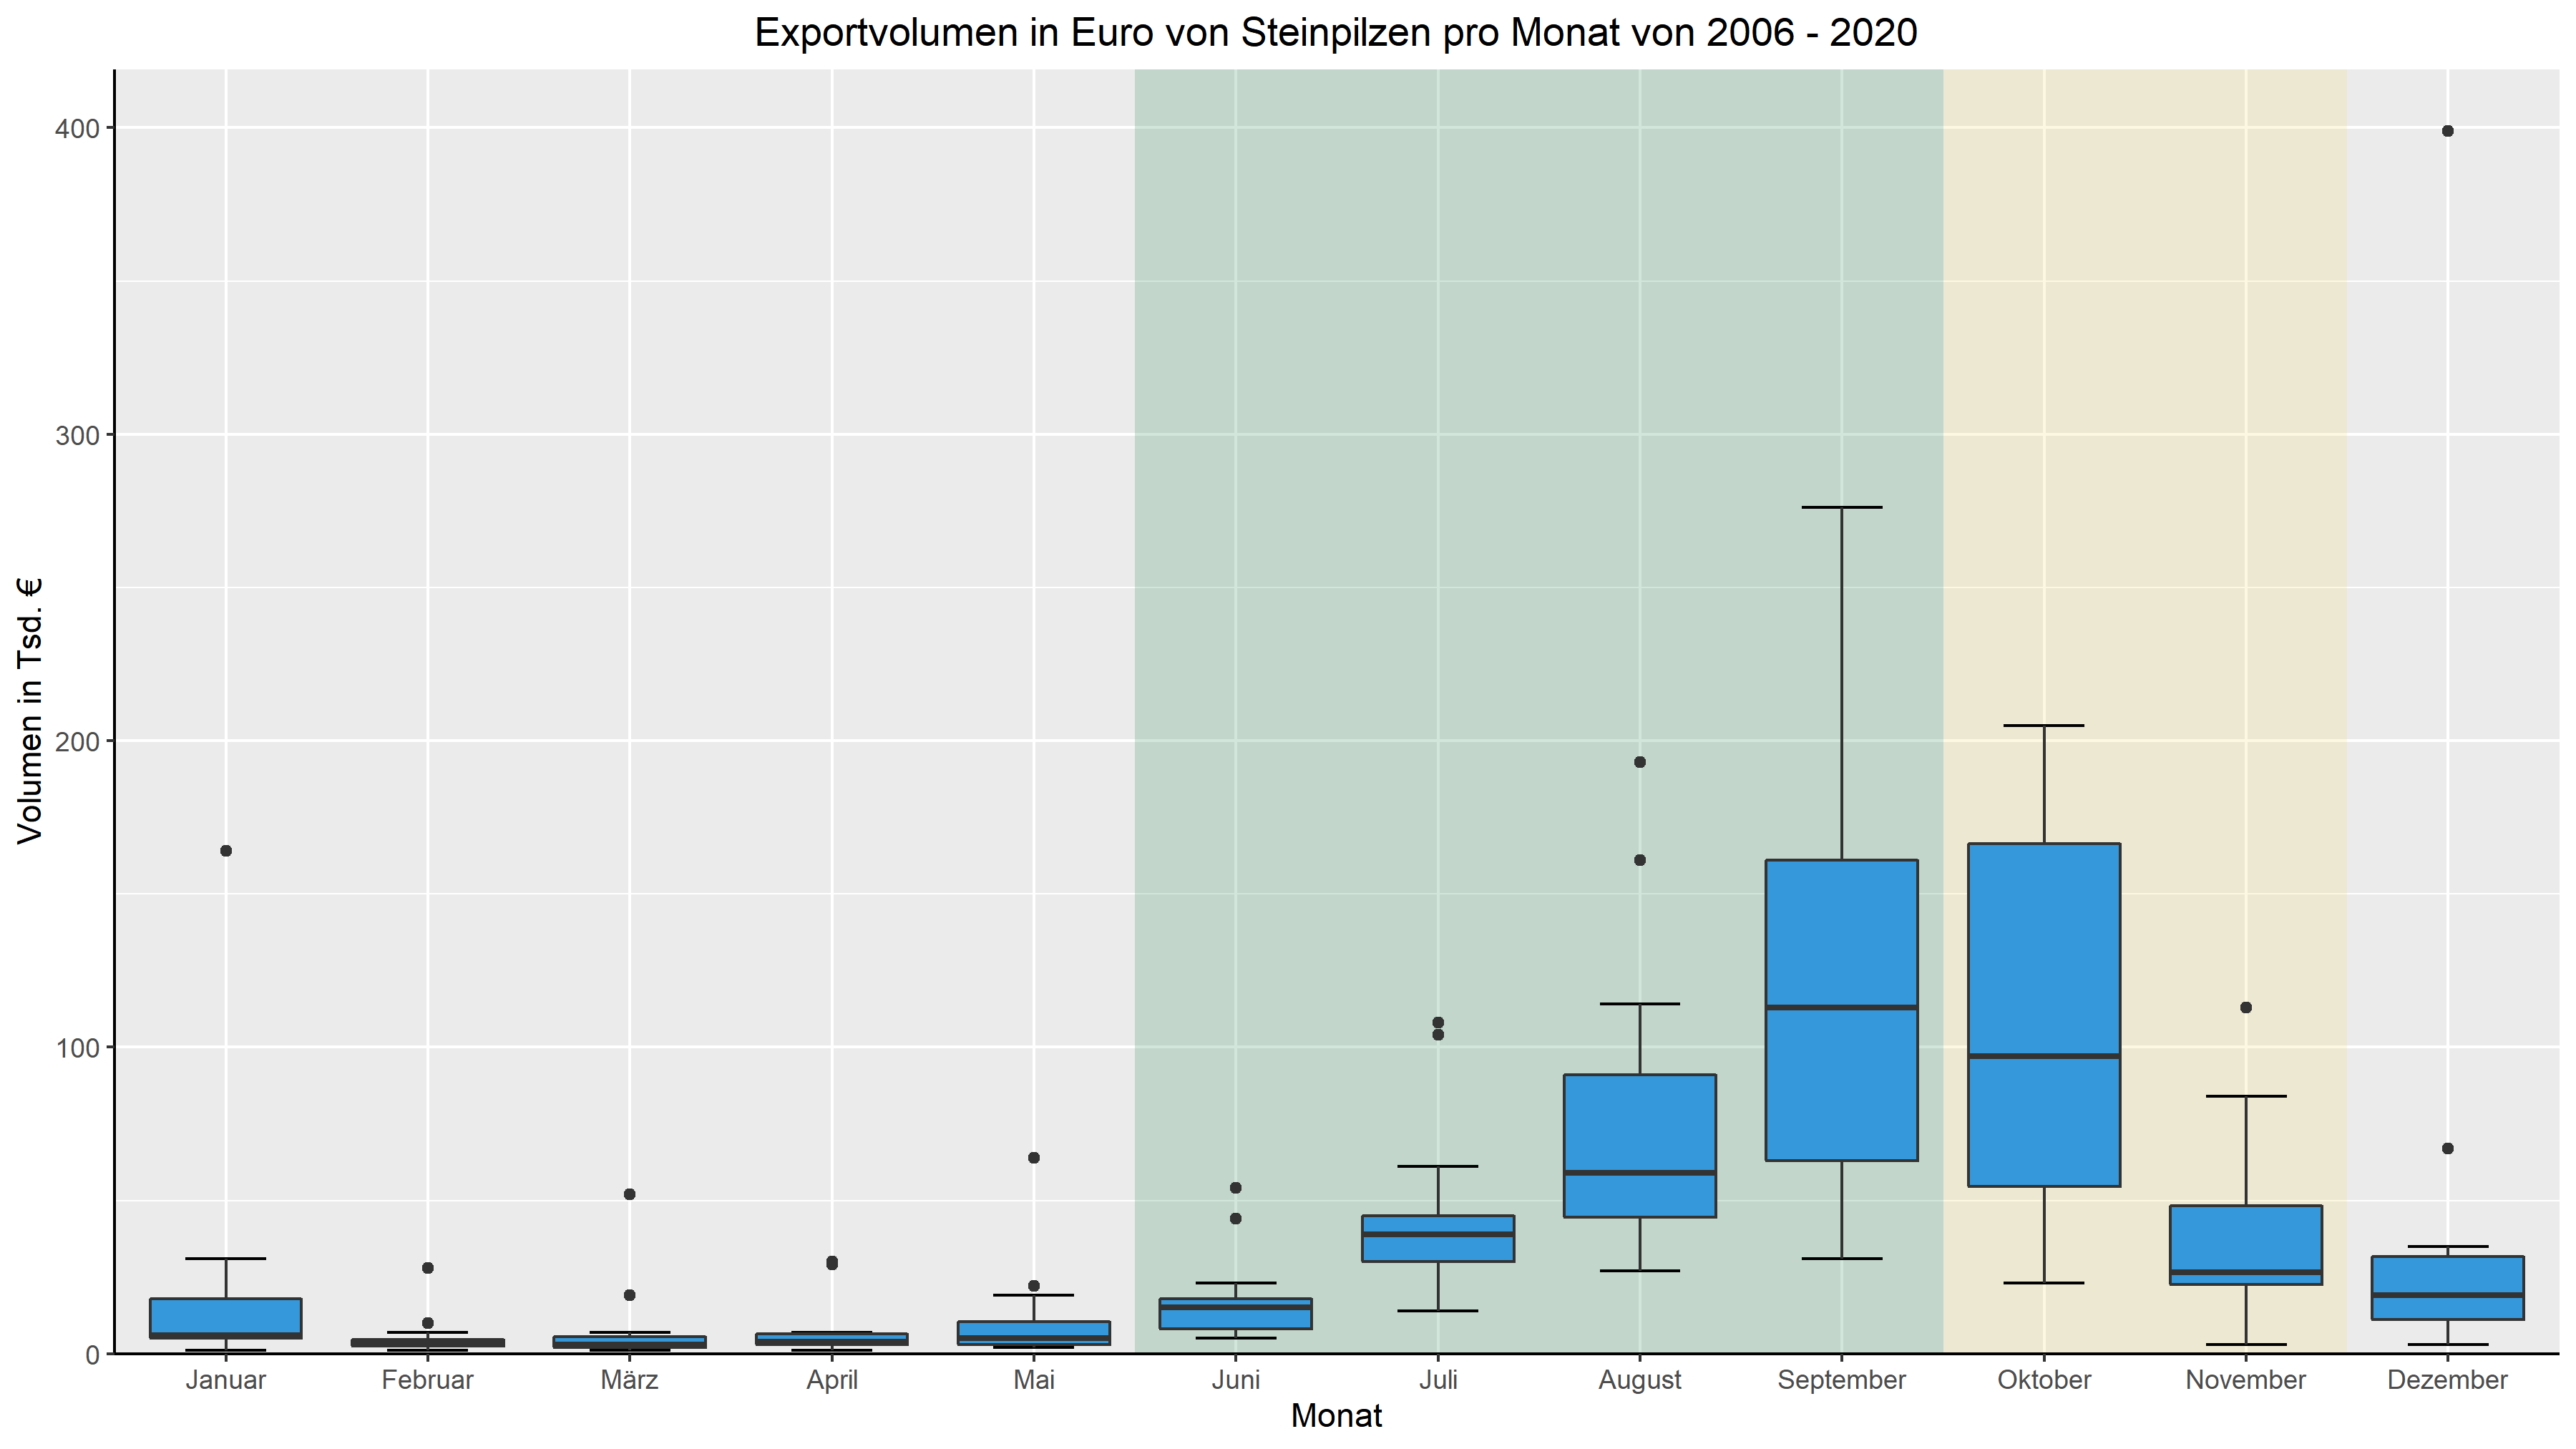 Exportvolumen in Euro von Steinpilzen pro Monat von 2006 - 2020
Volumen in Tsd. €
400
300
200
100
0
Januar Februar März April Mai Juni Juli August September Oktober November Dezember
Monat